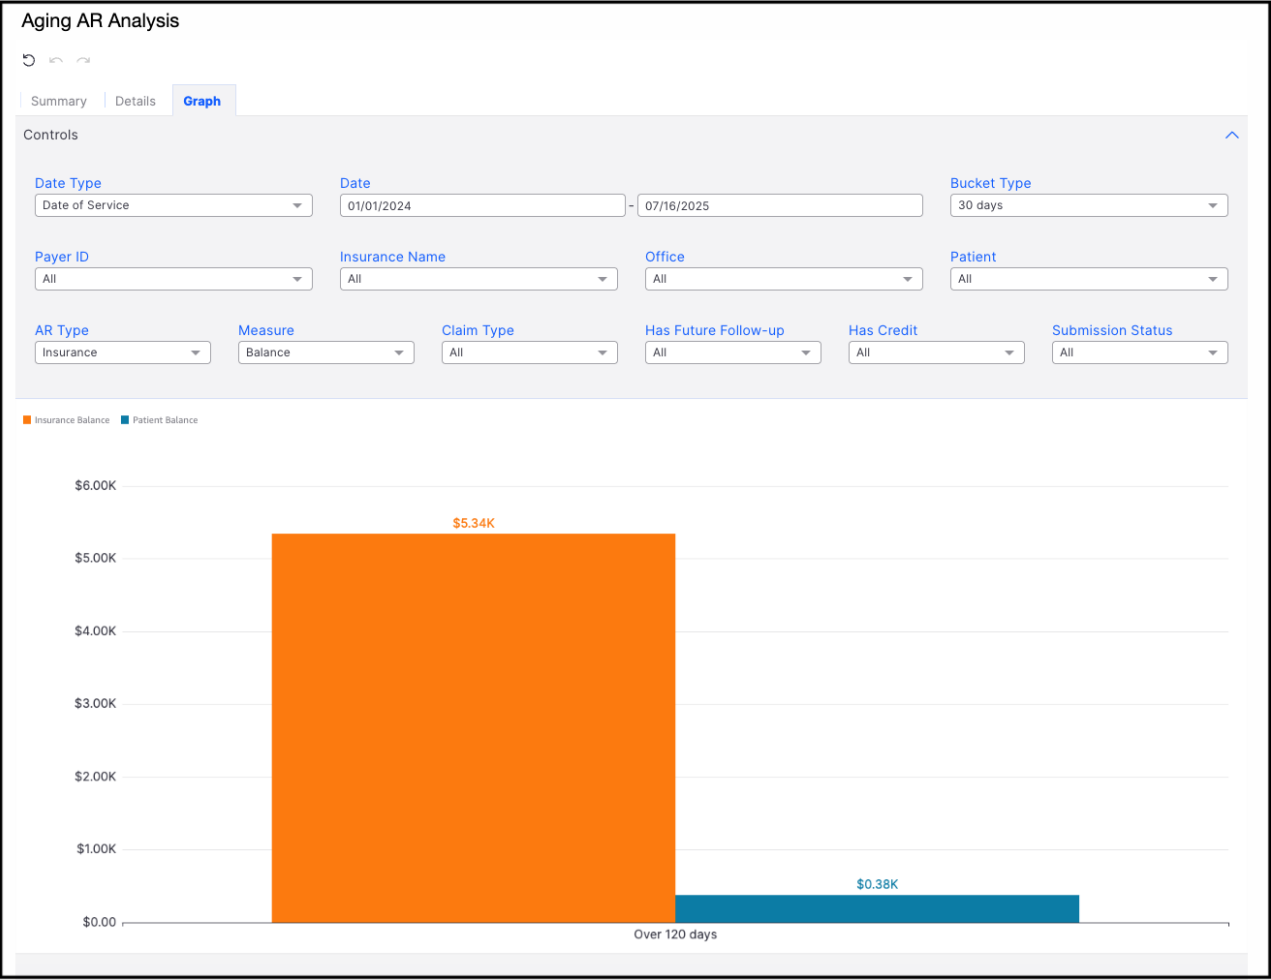 Aging AR Analysis
Summary Details Graph
Controls
Date Type Date Bucket Type
Date of Service 01/01/2024 - 07/16/2025 30 days
Payer ID Insurance Name Office Patient
All All All All
AR Type Measure Claim Type Has Future Follow-up Has Credit Submission Status
Insurance Balance All All All All
Insurance Balance Patient Balance
$6.00K
$5.34K
$5.00K
$4.00K
$3.00K
$2.00K
$1.00K
$0.38K
$0.00
Over 120 days